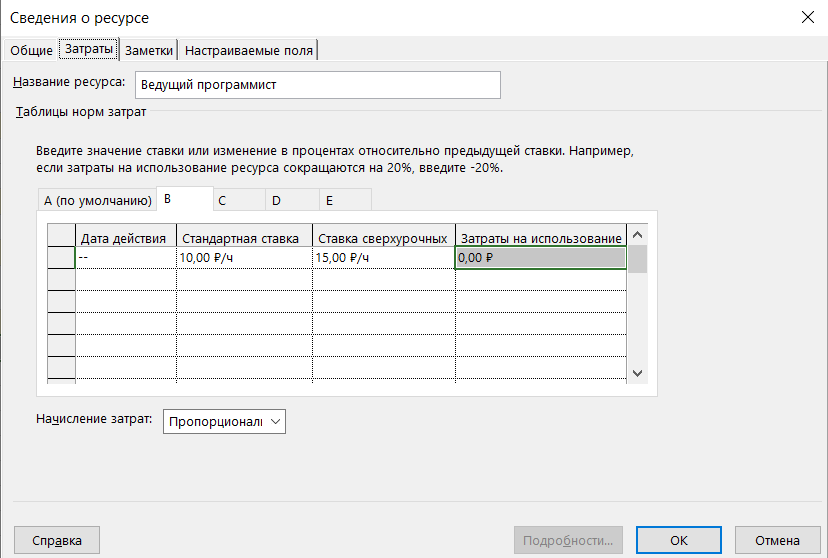 Сведения о ресурсе
Общие Затраты Заметки Настраиваемые поля
Название ресурса: Ведущий программист
Таблицы норм затрат
Введите значение ставки или изменение в процентах относительно предыдущей ставки. Например,
если затраты на использование ресурса сокращаются на 20%, введите -20%.
A (по умолчанию) B C D E
Дата действия Стандартная ставка Ставка сверхурочных Затраты на использование
-- 10,00 ₽/ч 15,00 ₽/ч 0,00 ₽
Начисление затрат: Пропорционалі
Справка Подробности... ОК Отмена